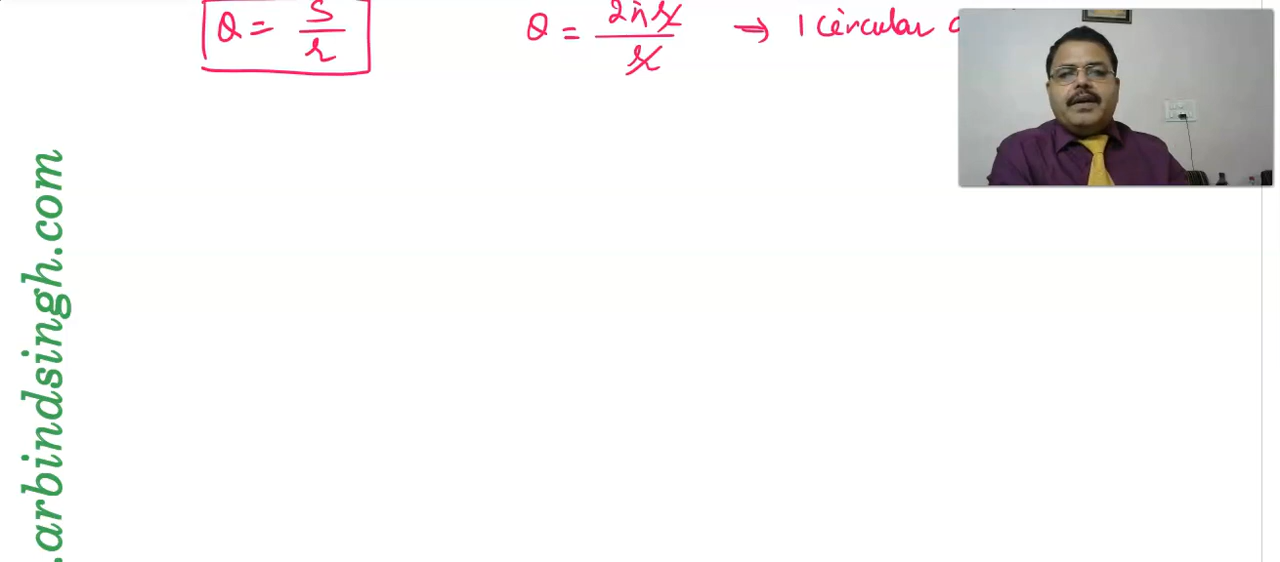 θ = s/r
θ = 2πr/r → 1 circular
.arbindsingh.com